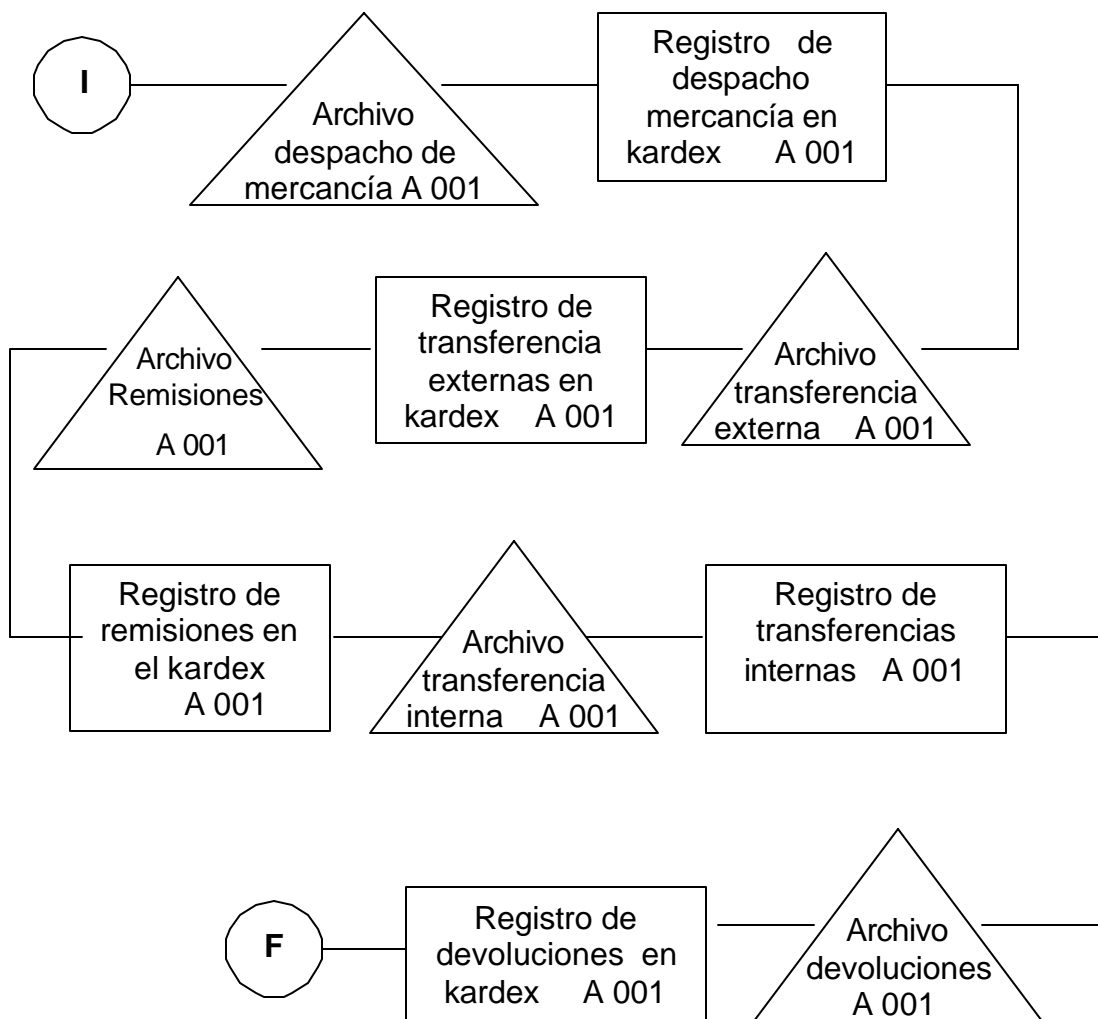 I
Archivo
despacho de
mercancía A 001
Registro de
despacho
mercancía en
kardex A 001
Archivo
transferencia
externa A 001
Registro de
transferencia
externas en
kardex A 001
Archivo
Remisiones
A 001
Registro de
remisiones en
el kardex
A 001
Archivo
transferencia
interna A 001
Registro de
transferencias
internas A 001
Archivo
devoluciones
A 001
Registro de
devoluciones en
kardex A 001
F